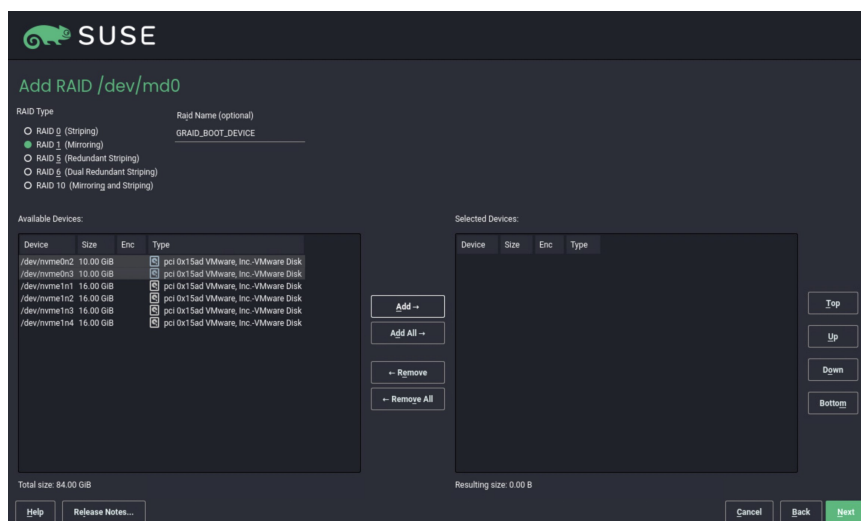 SUSE
Add RAID /dev/md0
RAID Type
RAID 0 (Striping)
RAID 1 (Mirroring)
RAID 5 (Redundant Striping)
RAID 6 (Dual Redundant Striping)
RAID 10 (Mirroring and Striping)
Raid Name (optional)
GRAID_BOOT_DEVICE
Available Devices:
Device Size Enc Type
/dev/nvme0n2 10.00 GiB pci 0x15ad VMware, Inc.-VMware Disk
/dev/nvme0n3 10.00 GiB pci 0x15ad VMware, Inc.-VMware Disk
/dev/nvme1n1 16.00 GiB pci 0x15ad VMware, Inc.-VMware Disk
/dev/nvme1n2 16.00 GiB pci 0x15ad VMware, Inc.-VMware Disk
/dev/nvme1n3 16.00 GiB pci 0x15ad VMware, Inc.-VMware Disk
/dev/nvme1n4 16.00 GiB pci 0x15ad VMware, Inc.-VMware Disk
Total size: 84.00 GiB
Add →
Add All →
← Remove
← Remove All
Selected Devices:
Device Size Enc Type
Resulting size: 0.00 B
Top
Up
Down
Bottom
Help
Release Notes...
Cancel
Back
Next